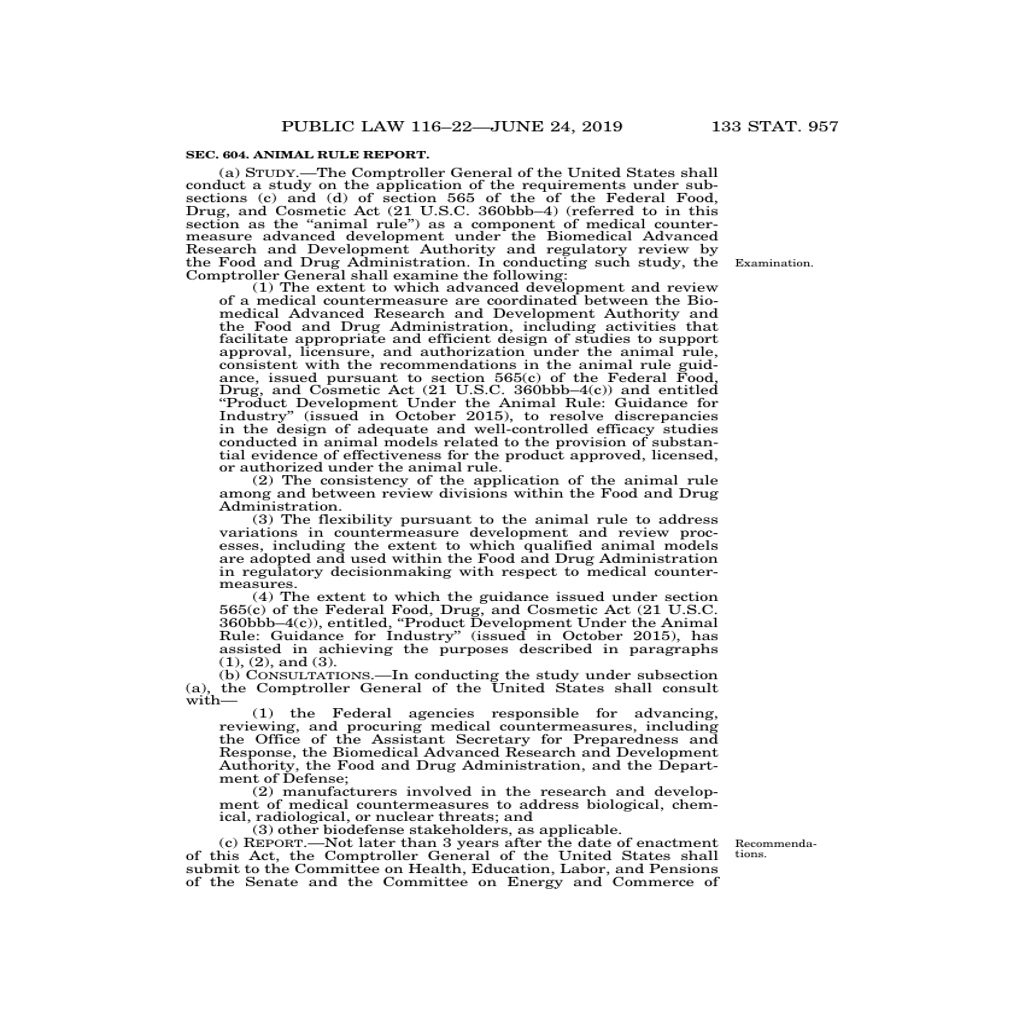 PUBLIC LAW 116–22—JUNE 24, 2019 133 STAT. 957
SEC. 604. ANIMAL RULE REPORT.
(a) STUDY.—The Comptroller General of the United States shall
conduct a study on the application of the requirements under sub-
sections (c) and (d) of section 565 of the of the Federal Food,
Drug, and Cosmetic Act (21 U.S.C. 360bbb–4) (referred to in this
section as the “animal rule”) as a component of medical counter-
measure advanced development under the Biomedical Advanced
Research and Development Authority and regulatory review by
the Food and Drug Administration. In conducting such study, the
Comptroller General shall examine the following:
Examination.
(1) The extent to which advanced development and review
of a medical countermeasure are coordinated between the Bio-
medical Advanced Research and Development Authority and
the Food and Drug Administration, including activities that
facilitate appropriate and efficient design of studies to support
approval, licensure, and authorization under the animal rule,
consistent with the recommendations in the animal rule guid-
ance, issued pursuant to section 565(c) of the Federal Food,
Drug, and Cosmetic Act (21 U.S.C. 360bbb–4(c)) and entitled
“Product Development Under the Animal Rule: Guidance for
Industry” (issued in October 2015), to resolve discrepancies
in the design of adequate and well-controlled efficacy studies
conducted in animal models related to the provision of substan-
tial evidence of effectiveness for the product approved, licensed,
or authorized under the animal rule.
(2) The consistency of the application of the animal rule
among and between review divisions within the Food and Drug
Administration.
(3) The flexibility pursuant to the animal rule to address
variations in countermeasure development and review proc-
esses, including the extent to which qualified animal models
are adopted and used within the Food and Drug Administration
in regulatory decisionmaking with respect to medical counter-
measures.
(4) The extent to which the guidance issued under section
565(c) of the Federal Food, Drug, and Cosmetic Act (21 U.S.C.
360bbb–4(c)), entitled, “Product Development Under the Animal
Rule: Guidance for Industry” (issued in October 2015), has
assisted in achieving the purposes described in paragraphs
(1), (2), and (3).
(b) CONSULTATIONS.—In conducting the study under subsection
(a), the Comptroller General of the United States shall consult
with—
(1) the Federal agencies responsible for advancing,
reviewing, and procuring medical countermeasures, including
the Office of the Assistant Secretary for Preparedness and
Response, the Biomedical Advanced Research and Development
Authority, the Food and Drug Administration, and the Depart-
ment of Defense;
(2) manufacturers involved in the research and develop-
ment of medical countermeasures to address biological, chem-
ical, radiological, or nuclear threats; and
(3) other biodefense stakeholders, as applicable.
(c) REPORT.—Not later than 3 years after the date of enactment
of this Act, the Comptroller General of the United States shall
submit to the Committee on Health, Education, Labor, and Pensions
of the Senate and the Committee on Energy and Commerce of
Recommenda-
tions.